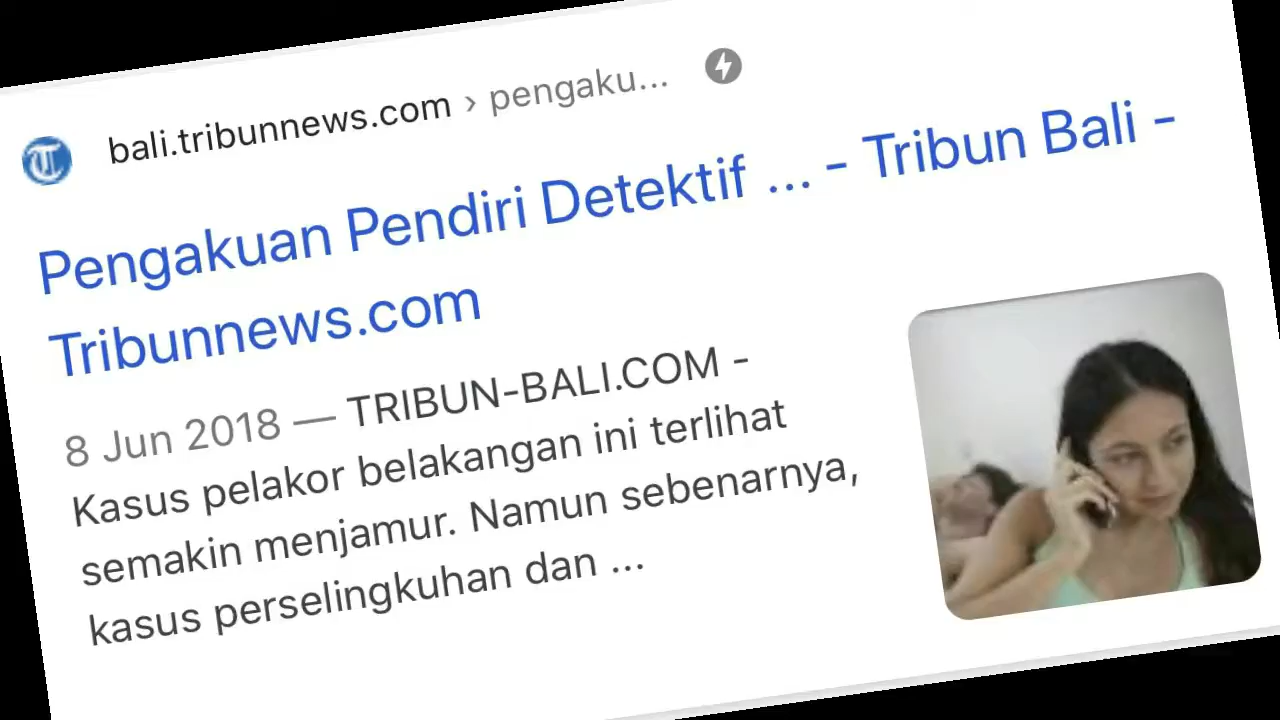 bali.tribunnews.com › pengaku...
Pengakuan Pendiri Detektif ... - Tribun Bali -
Tribunnews.com
8 Jun 2018 — TRIBUN-BALI.COM -
Kasus pelakor belakangan ini terlihat
semakin menjamur. Namun sebenarnya,
kasus perselingkuhan dan ...